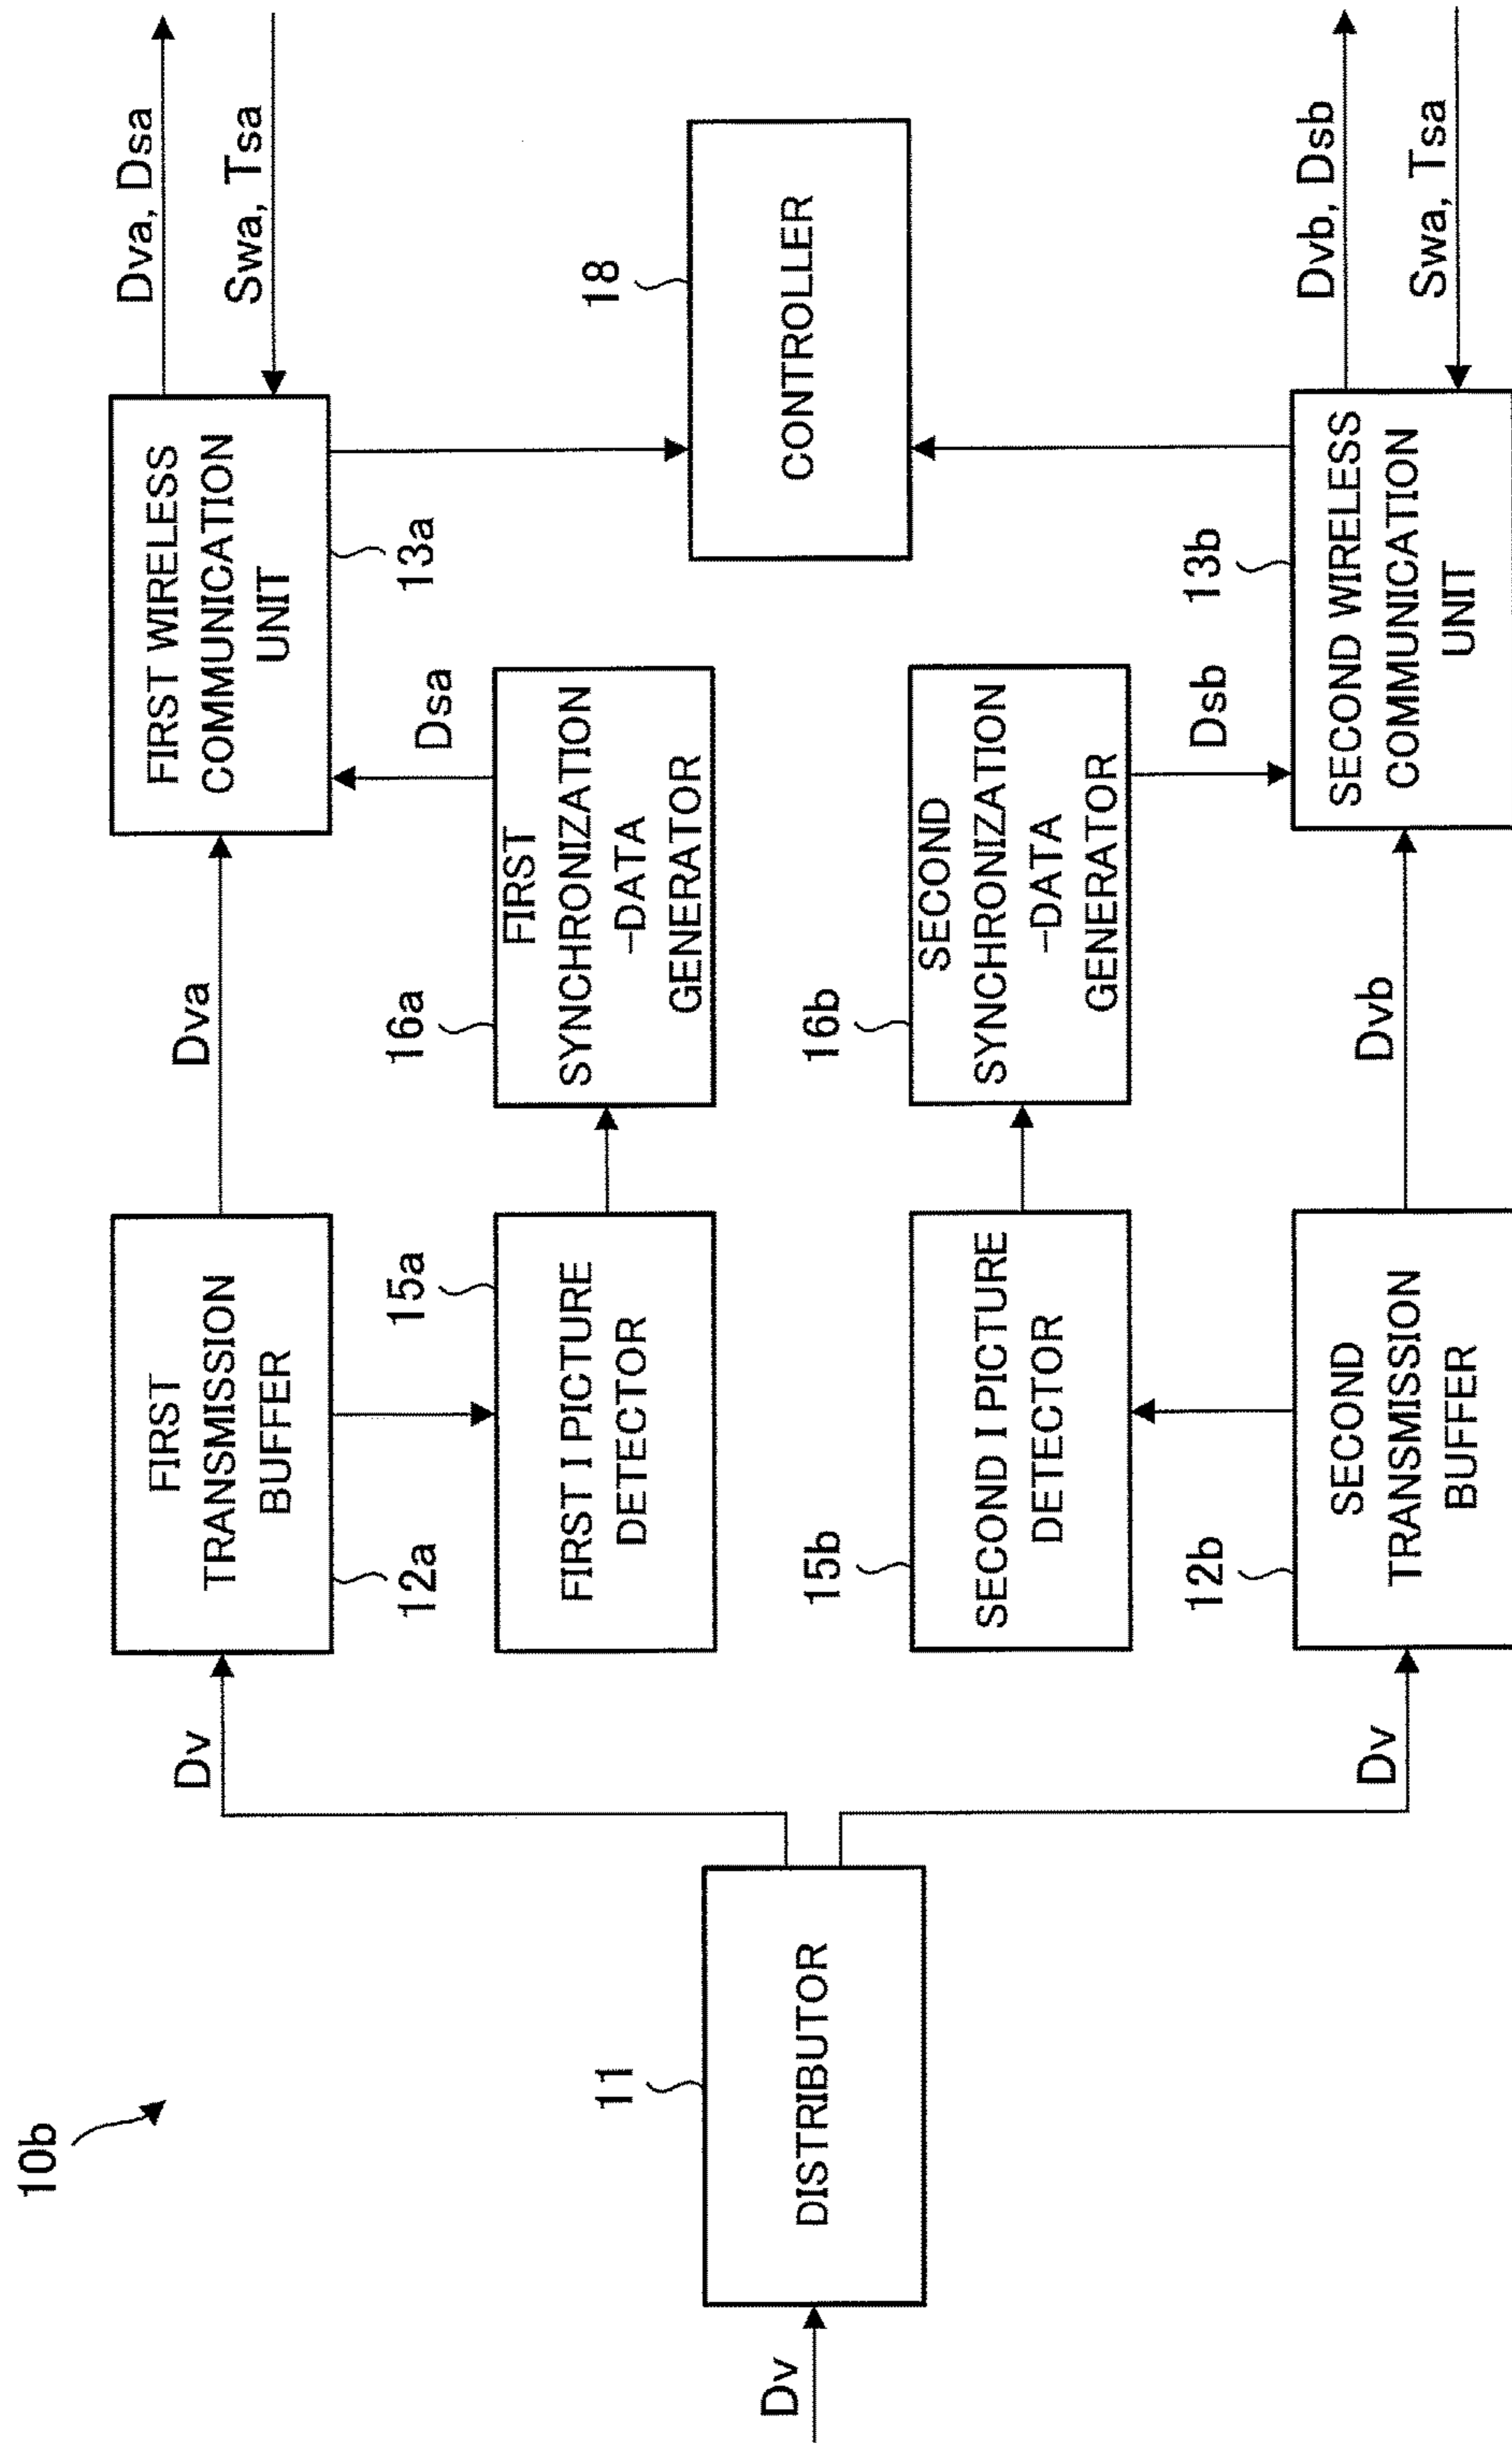 10b
Dv
DISTRIBUTOR
11
Dv
Dv
FIRST
TRANSMISSION
BUFFER
12a
FIRST I PICTURE
DETECTOR
15a
SECOND I PICTURE
DETECTOR
15b
SECOND
TRANSMISSION
BUFFER
12b
Dva
16a
FIRST
SYNCHRONIZATION
-DATA
GENERATOR
16b
SECOND
SYNCHRONIZATION
-DATA
GENERATOR
Dvb
Dsa
Dsb
FIRST WIRELESS
COMMUNICATION
UNIT
13a
SECOND WIRELESS
COMMUNICATION
UNIT
13b
CONTROLLER
18
Dva, Dsa
Swa, Tsa
Dvb, Dsb
Swa, Tsa